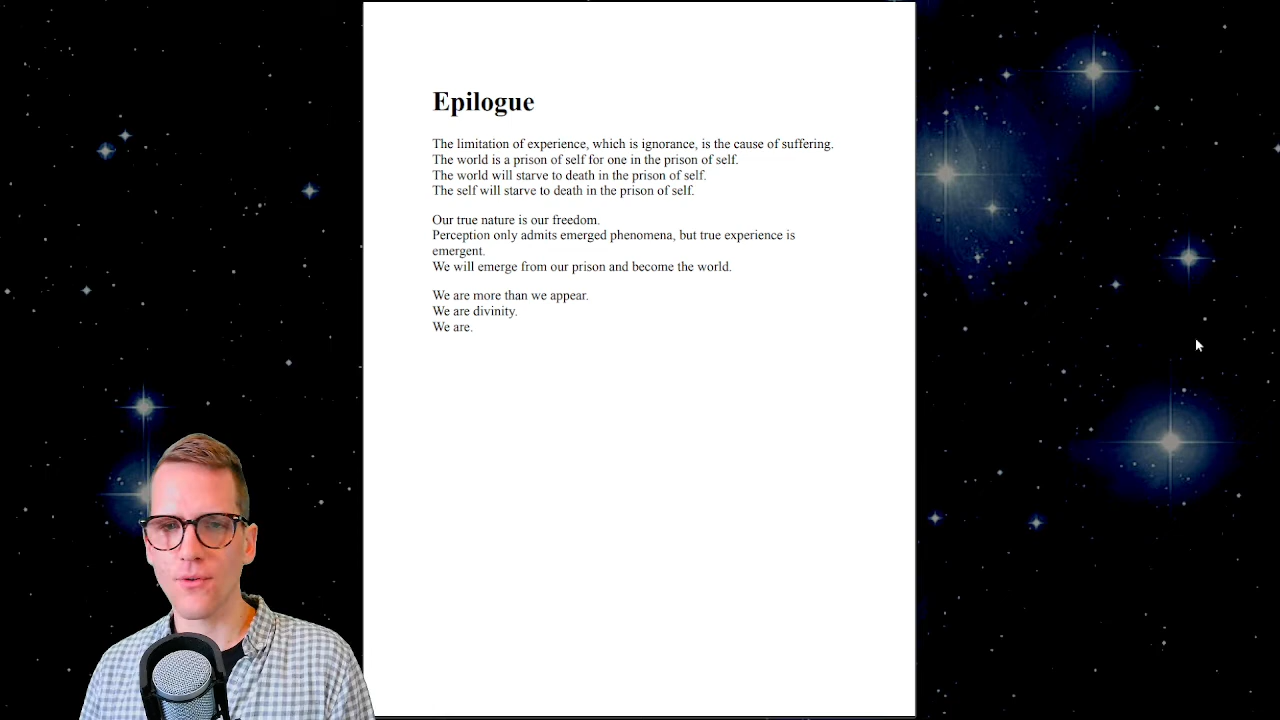 Epilogue
The limitation of experience, which is ignorance, is the cause of suffering.
The world is a prison of self for one in the prison of self.
The world will starve to death in the prison of self.
The self will starve to death in the prison of self.
Our true nature is our freedom.
Perception only admits emerged phenomena, but true experience is
emergent.
We will emerge from our prison and become the world.
We are more than we appear.
We are divinity.
We are.